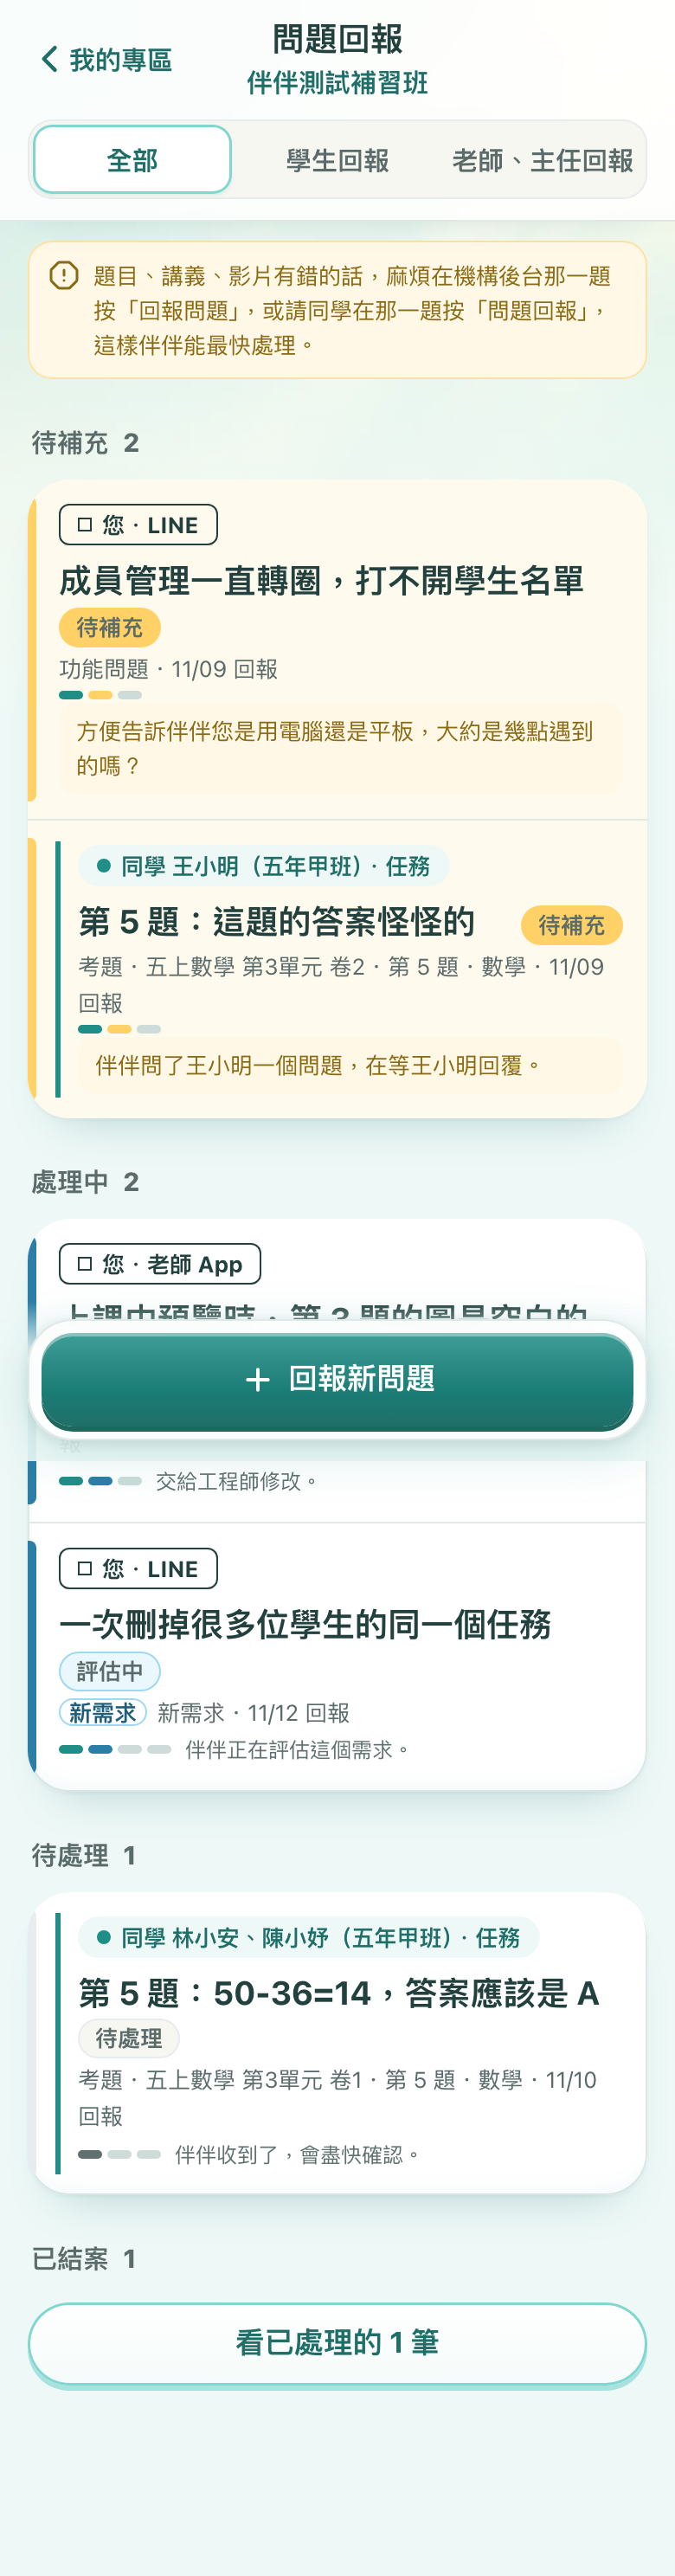 我的專區
問題回報
伴伴測試補習班
全部
學生回報
老師、主任回報
題目、講義、影片有錯的話，麻煩在機構後台那一題
按「回報問題」，或請同學在那一題按「問題回報」，
這樣伴伴能最快處理。
待補充 2
您 · LINE
成員管理一直轉圈，打不開學生名單
待補充
功能問題 · 11/09 回報
方便告訴伴伴您是用電腦還是平板，大約是幾點遇到
的嗎？
同學 王小明（五年甲班）· 任務
第 5 題：這題的答案怪怪的
待補充
考題 · 五上數學 第3單元 卷2 · 第 5 題 · 數學 · 11/09
回報
伴伴問了王小明一個問題，在等王小明回覆。
處理中 2
您 · 老師 App
上課中預覽時，第 3 題的圖是空白的
＋ 回報新問題
交給工程師修改。
您 · LINE
一次刪掉很多位學生的同一個任務
評估中
新需求 新需求 · 11/12 回報
伴伴正在評估這個需求。
待處理 1
同學 林小安、陳小妤（五年甲班）· 任務
第 5 題：50-36=14，答案應該是 A
待處理
考題 · 五上數學 第3單元 卷1 · 第 5 題 · 數學 · 11/10
回報
伴伴收到了，會盡快確認。
已結案 1
看已處理的 1 筆